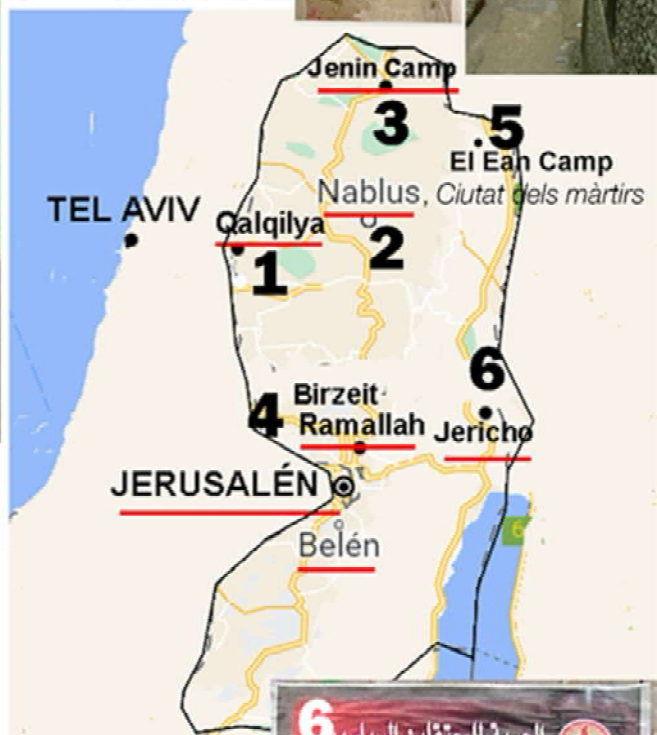 Jenin Camp
3
5
El Ean Camp
Nablus, Ciutat dels màrtirs
TEL AVIV
Qalqilya
2
1
6
Birzeit
4
Ramallah
Jericho
JERUSALÉN
6
Belén
6